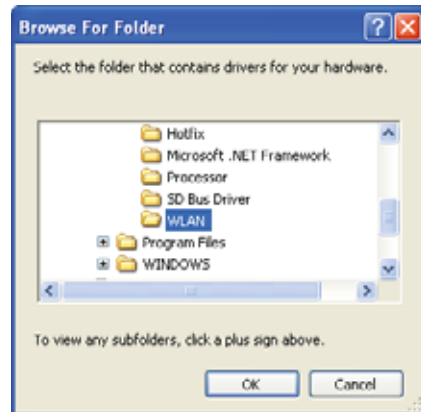 Browse For Folder
Select the folder that contains drivers for your hardware.
Hotfix
Microsoft .NET Framework
Processor
SD Bus Driver
WLAN
Program Files
WINDOWS
To view any subfolders, click a plus sign above.
OK Cancel